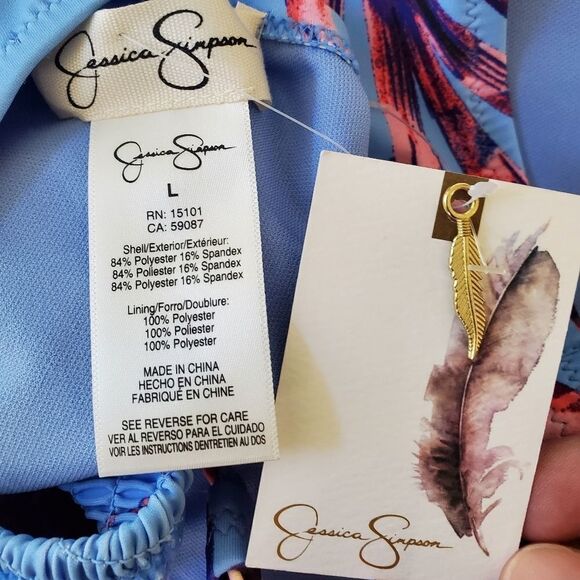 Jessica Simpson
Jessica Simpson
L
RN: 15101
CA: 59087
Shell/Exterior/Extérieur:
84% Polyester 16% Spandex
84% Poliester 16% Spandex
84% Polyester 16% Spandex
Lining/Forro/Doublure:
100% Polyester
100% Poliester
100% Polyester
MADE IN CHINA
HECHO EN CHINA
FABRIQUÉ EN CHINE
SEE REVERSE FOR CARE
VER AL REVERSO PARA EL CUIDADO
VOIR LES INSTRUCTIONS DENTRETIEN AU DOS
Jessica Simpson